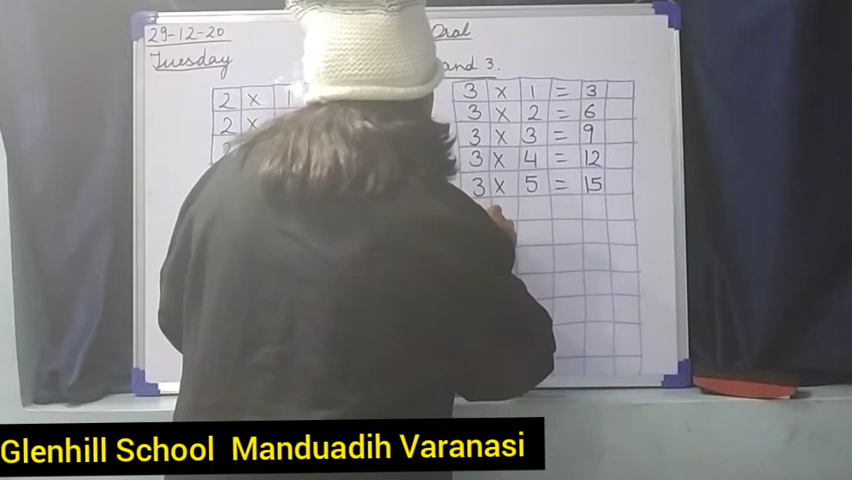 29-12-20 Oral
Tuesday and 3.
2 × 1
2 ×
3 × 1 = 3
3 × 2 = 6
3 × 3 = 9
3 × 4 = 12
3 × 5 = 15
Glenhill School Manduadih Varanasi